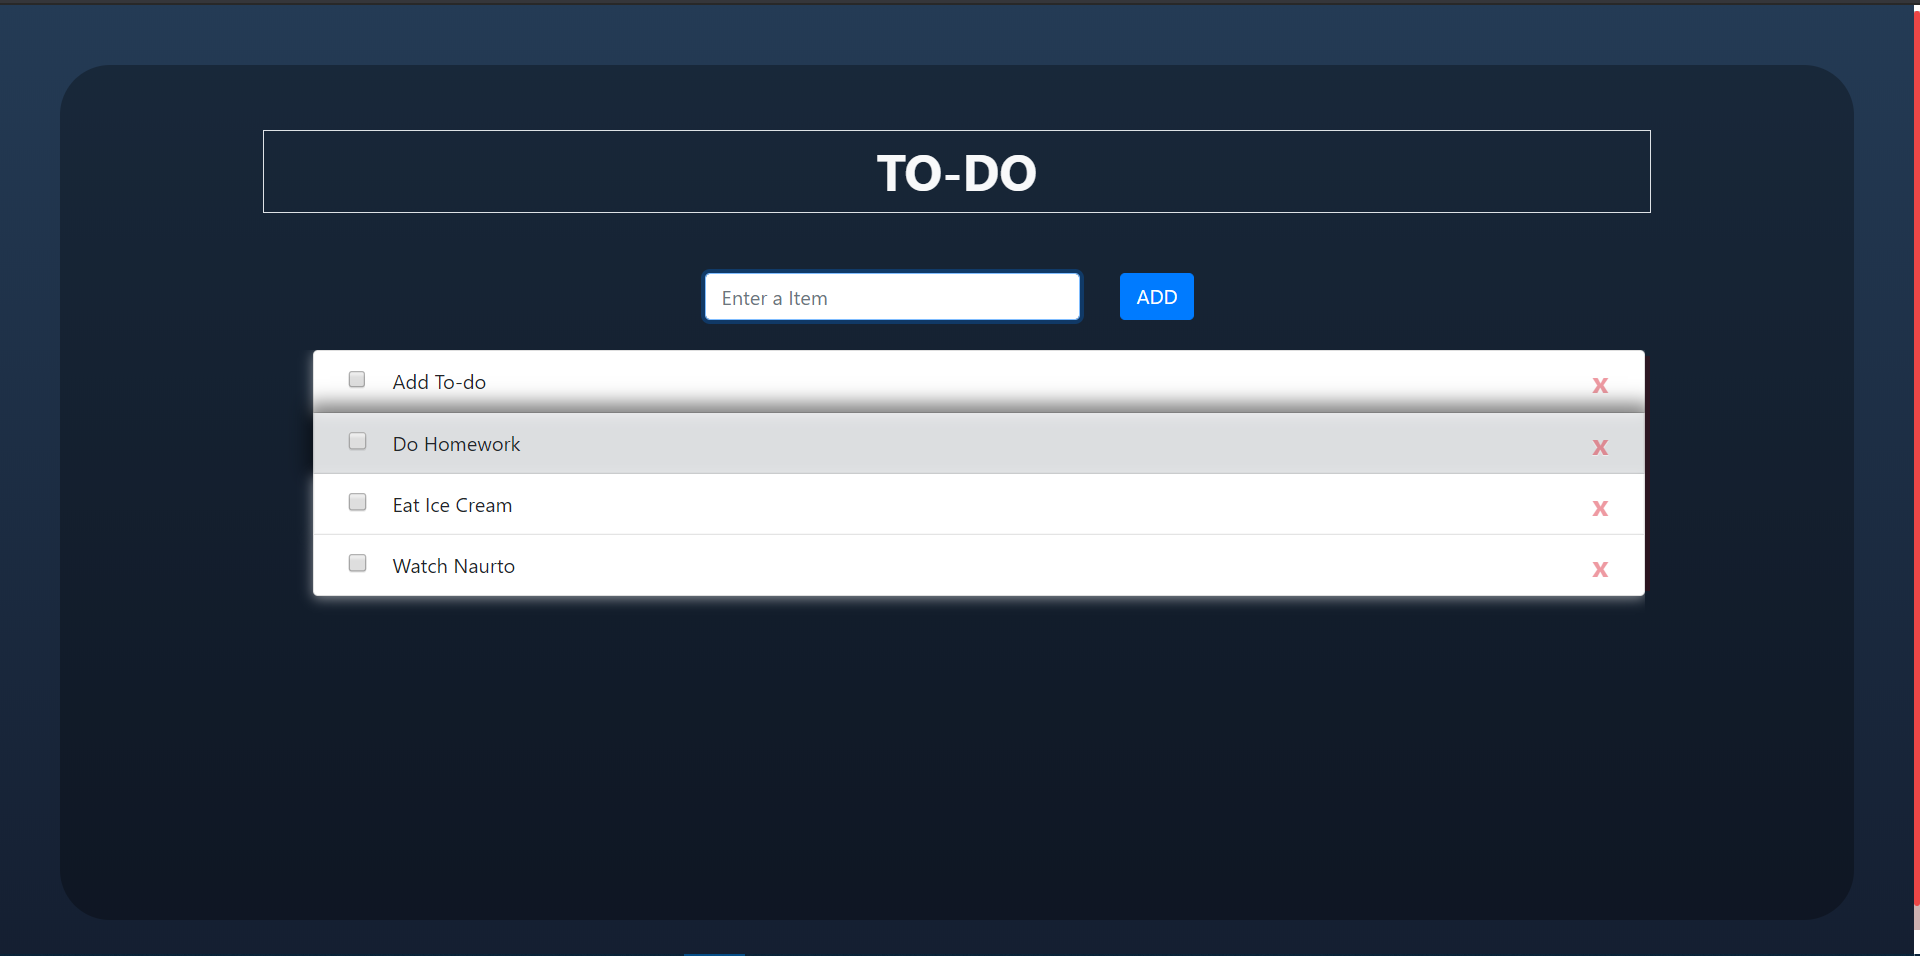 TO-DO
Enter a Item
ADD
Add To-do x
Do Homework x
Eat Ice Cream x
Watch Naurto x